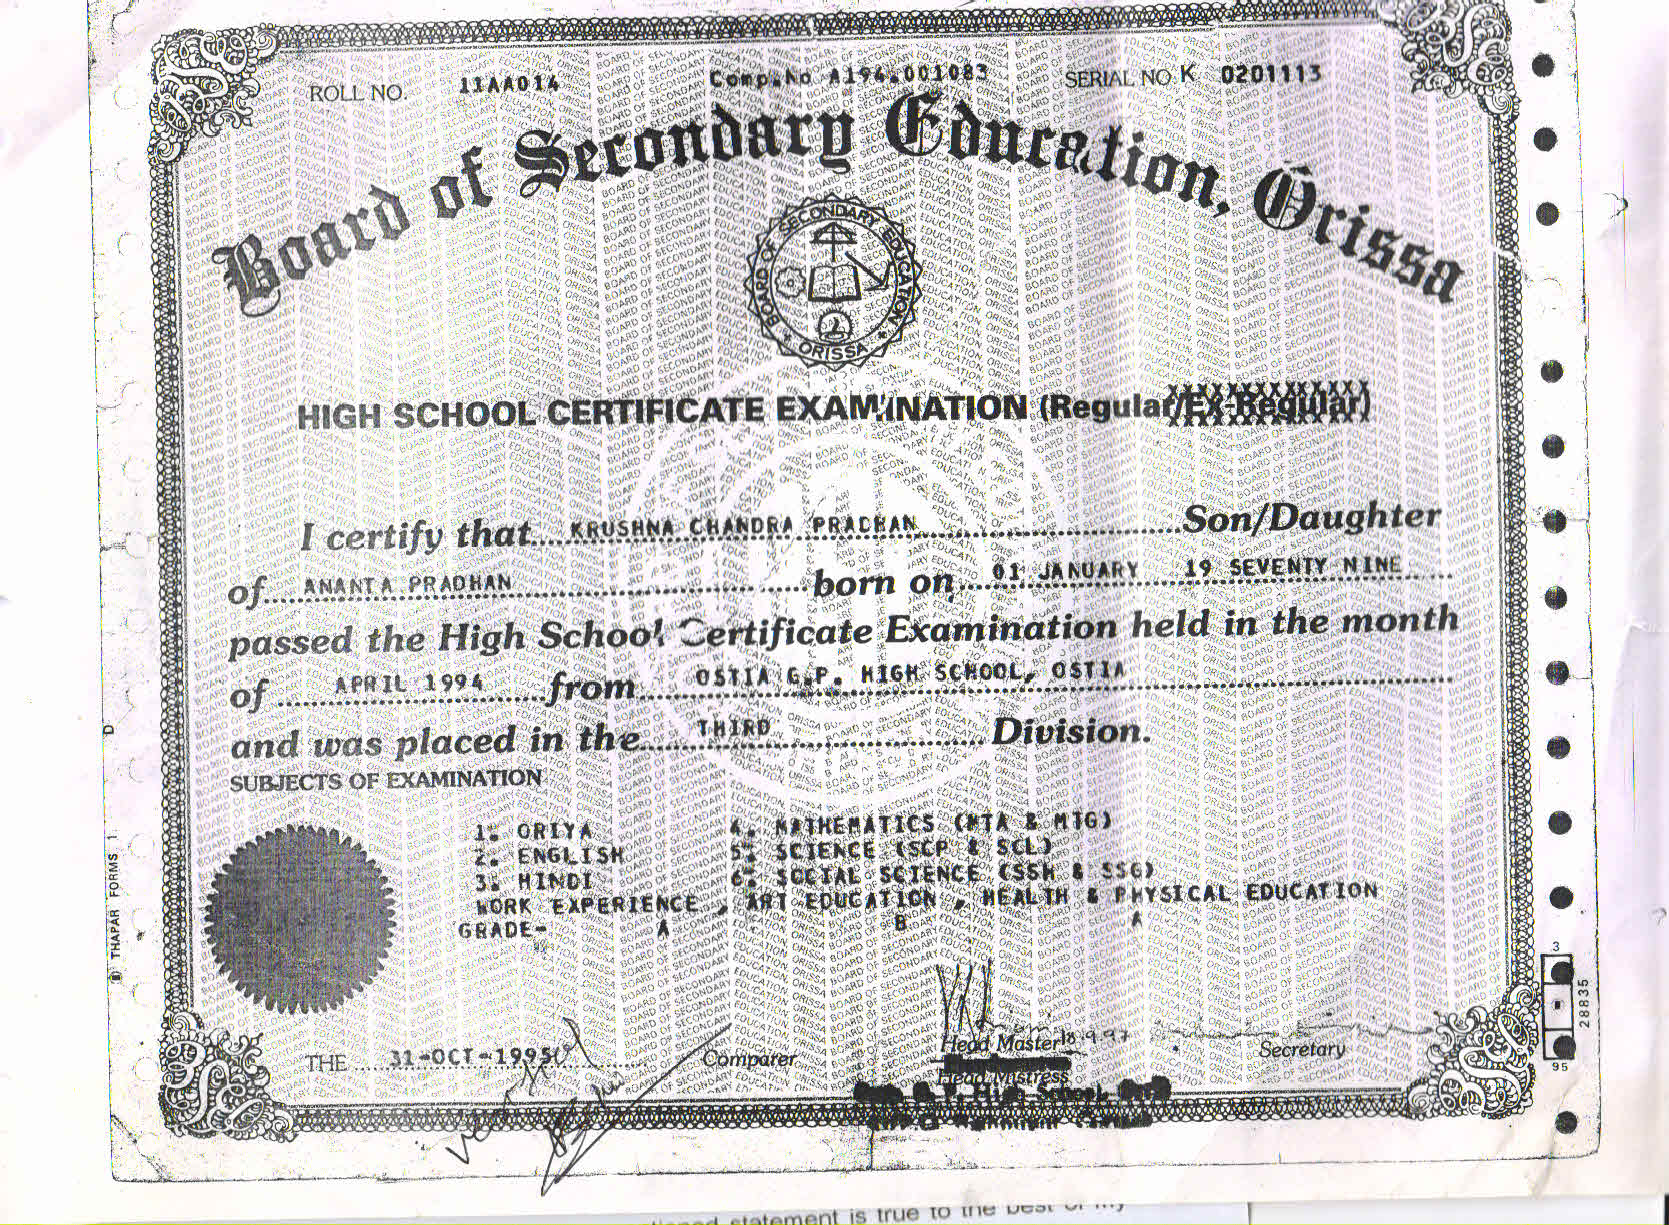 ROLL NO. 11AA014 Comp.No A194.001083 SERIAL NO K 0201113
Board of Secondary Education, Orissa
BOARD OF SECONDARY EDUCATION
ORISSA
HIGH SCHOOL CERTIFICATE EXAMINATION (Regular/Ex-Regular)
I certify that KRUSHNA CHANDRA PRADHAN Son/Daughter
of ANANTA PRADHAN born on 01 JANUARY 19 SEVENTY NINE
passed the High School Certificate Examination held in the month
of APRIL 1994 from OSTIA G.P. HIGH SCHOOL, OSTIA
and was placed in the THIRD Division.
SUBJECTS OF EXAMINATION
1. ORIYA 4. MATHEMATICS (MTA & MTG)
2. ENGLISH 5. SCIENCE (SCP & SCL)
3. HINDI 6. SOCIAL SCIENCE (SSH & SSG)
WORK EXPERIENCE, ART EDUCATION, HEALTH & PHYSICAL EDUCATION
GRADE- A B A
THE 31-OCT-1995 Comparer Head Master 18.9.97 Secretary
Head Mistress
School
THAPAR FORMS
D
3
28835
95
statement is true to the best of my